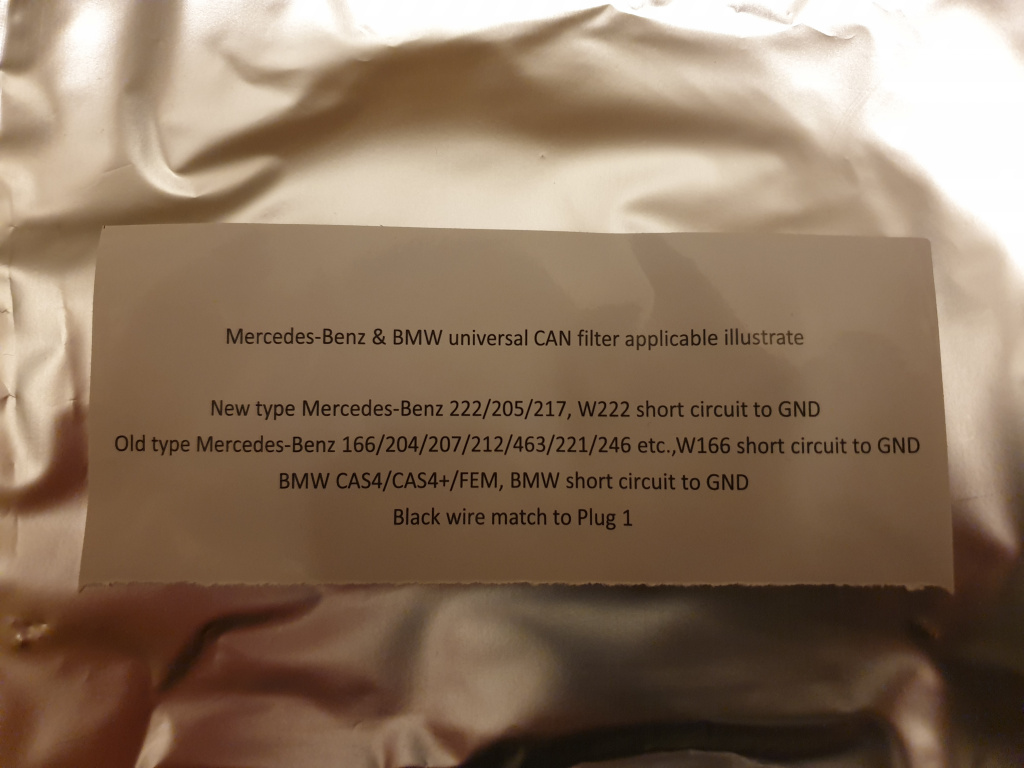 Mercedes-Benz & BMW universal CAN filter applicable illustrate
New type Mercedes-Benz 222/205/217, W222 short circuit to GND
Old type Mercedes-Benz 166/204/207/212/463/221/246 etc.,W166 short circuit to GND
BMW CAS4/CAS4+/FEM, BMW short circuit to GND
Black wire match to Plug 1